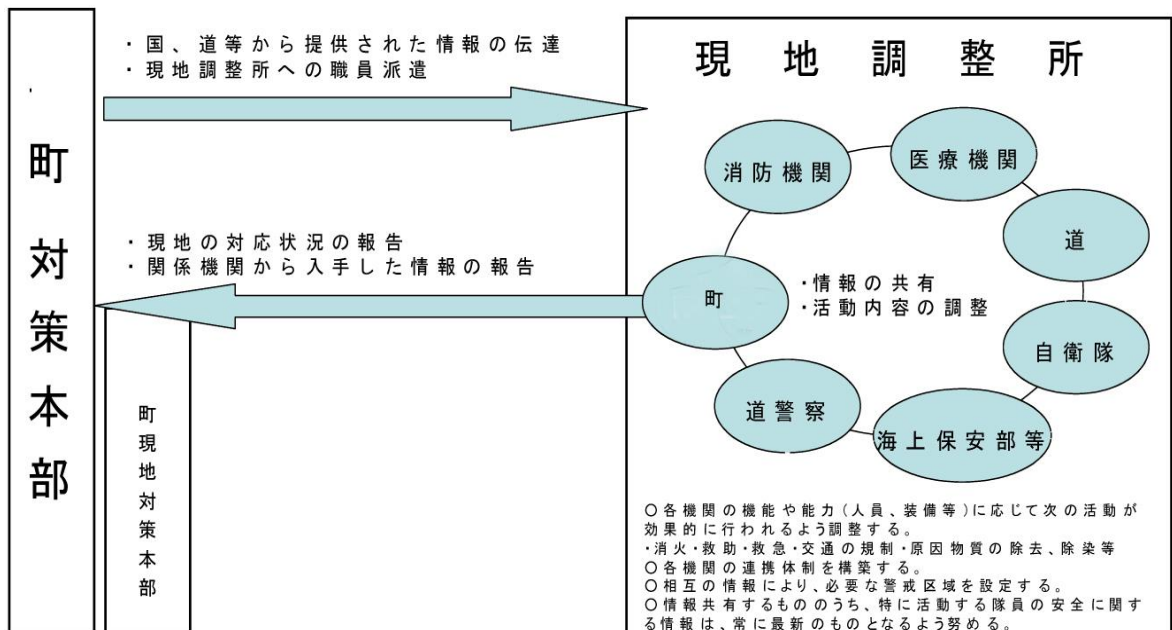 町対策本部
・国、道等から提供された情報の伝達
・現地調整所への職員派遣
・現地の対応状況の報告
・関係機関から入手した情報の報告
町現地対策本部
現地調整所
消防機関
医療機関
道
自衛隊
海上保安部等
道警察
町
・情報の共有
・活動内容の調整
○各機関の機能や能力(人員、装備等)に応じて次の活動が
効果的に行われるよう調整する。
・消火・救助・救急・交通の規制・原因物質の除去、除染等
○各機関の連携体制を構築する。
○相互の情報により、必要な警戒区域を設定する。
○情報共有するもののうち、特に活動する隊員の安全に関す
る情報は、常に最新のものとなるよう努める。